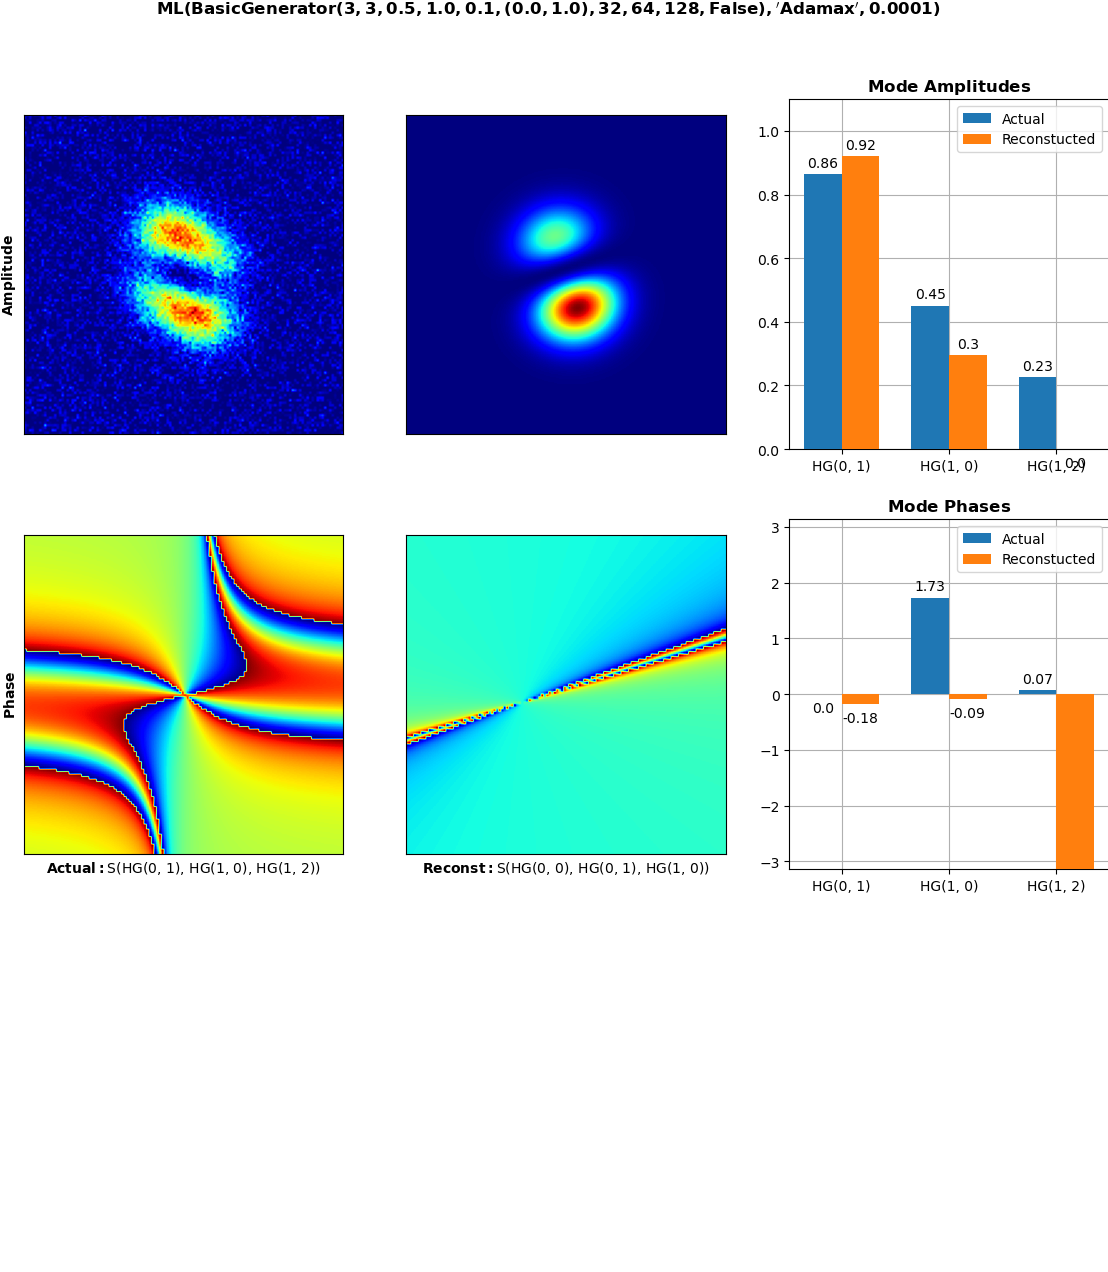 ML(BasicGenerator(3, 3, 0.5, 1.0, 0.1, (0.0, 1.0), 32, 64, 128, False), 'Adamax', 0.0001)
Amplitude
Mode Amplitudes
Actual
Reconstucted
1.0
0.8
0.6
0.4
0.2
0.0
0.86
0.92
0.45
0.3
0.23
0.0
HG(0, 1)
HG(1, 0)
HG(1, 2)
Phase
Actual: S(HG(0, 1), HG(1, 0), HG(1, 2))
Reconst: S(HG(0, 0), HG(0, 1), HG(1, 0))
Mode Phases
Actual
Reconstucted
3
2
1
0
−1
−2
−3
0.0
-0.18
1.73
-0.09
0.07
HG(0, 1)
HG(1, 0)
HG(1, 2)